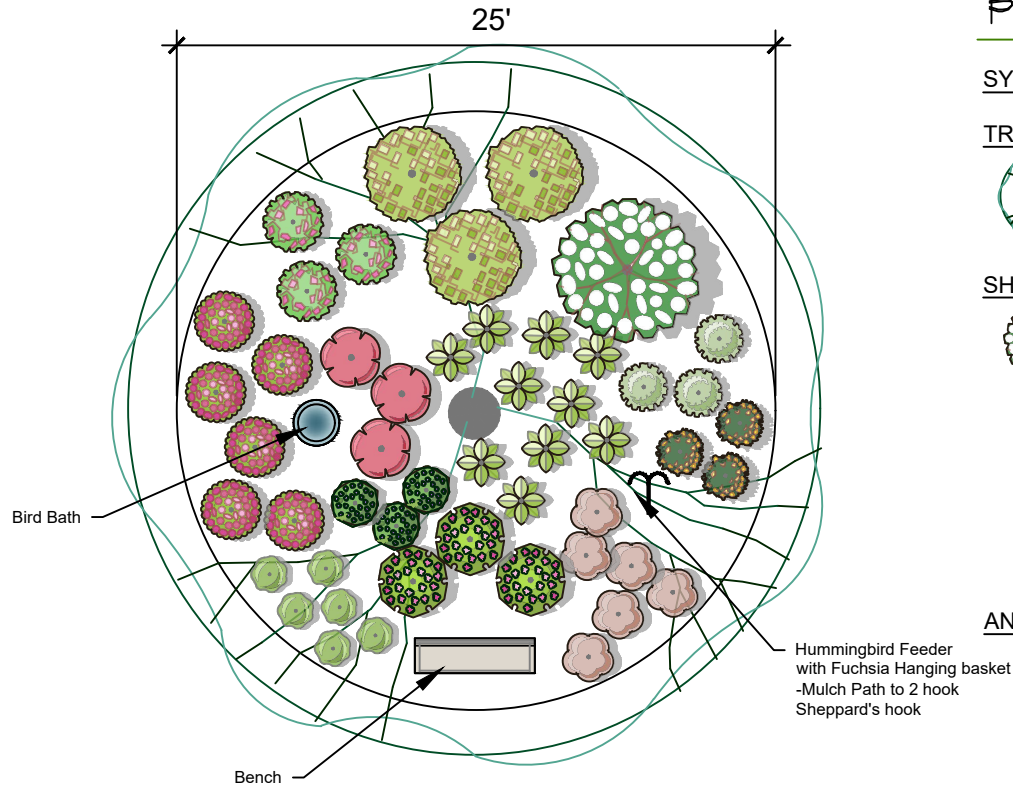 25'
SY
TR
SH
AN
Bird Bath
Hummingbird Feeder
with Fuchsia Hanging basket
-Mulch Path to 2 hook
Sheppard's hook
Bench